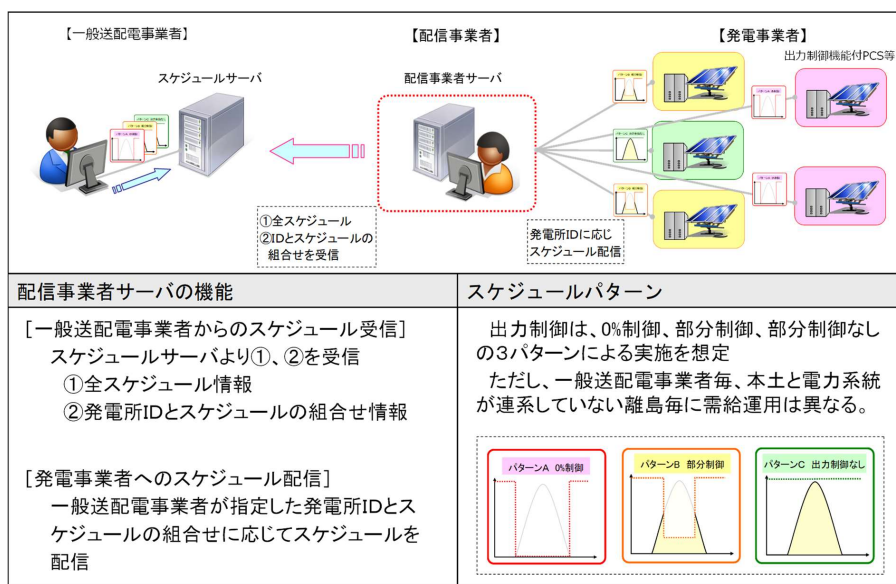 【一般送配電事業者】
【配信事業者】
【発電事業者】
出力制御機能付PCS等
スケジュールサーバ
配信事業者サーバ
①全スケジュール
②IDとスケジュールの
組合せを受信
発電所IDに応じ
スケジュール配信
配信事業者サーバの機能
[一般送配電事業者からのスケジュール受信]
スケジュールサーバより①、②を受信
①全スケジュール情報
②発電所IDとスケジュールの組合せ情報
[発電事業者へのスケジュール配信]
一般送配電事業者が指定した発電所IDとス
ケジュールの組合せに応じてスケジュールを
配信
スケジュールパターン
出力制御は、0%制御、部分制御、部分制御なし
の3パターンによる実施を想定
ただし、一般送配電事業者毎、本土と電力系統
が連系していない離島毎に需給運用は異なる。
パターンA 0%制御
パターンB 部分制御
パターンC 出力制御なし